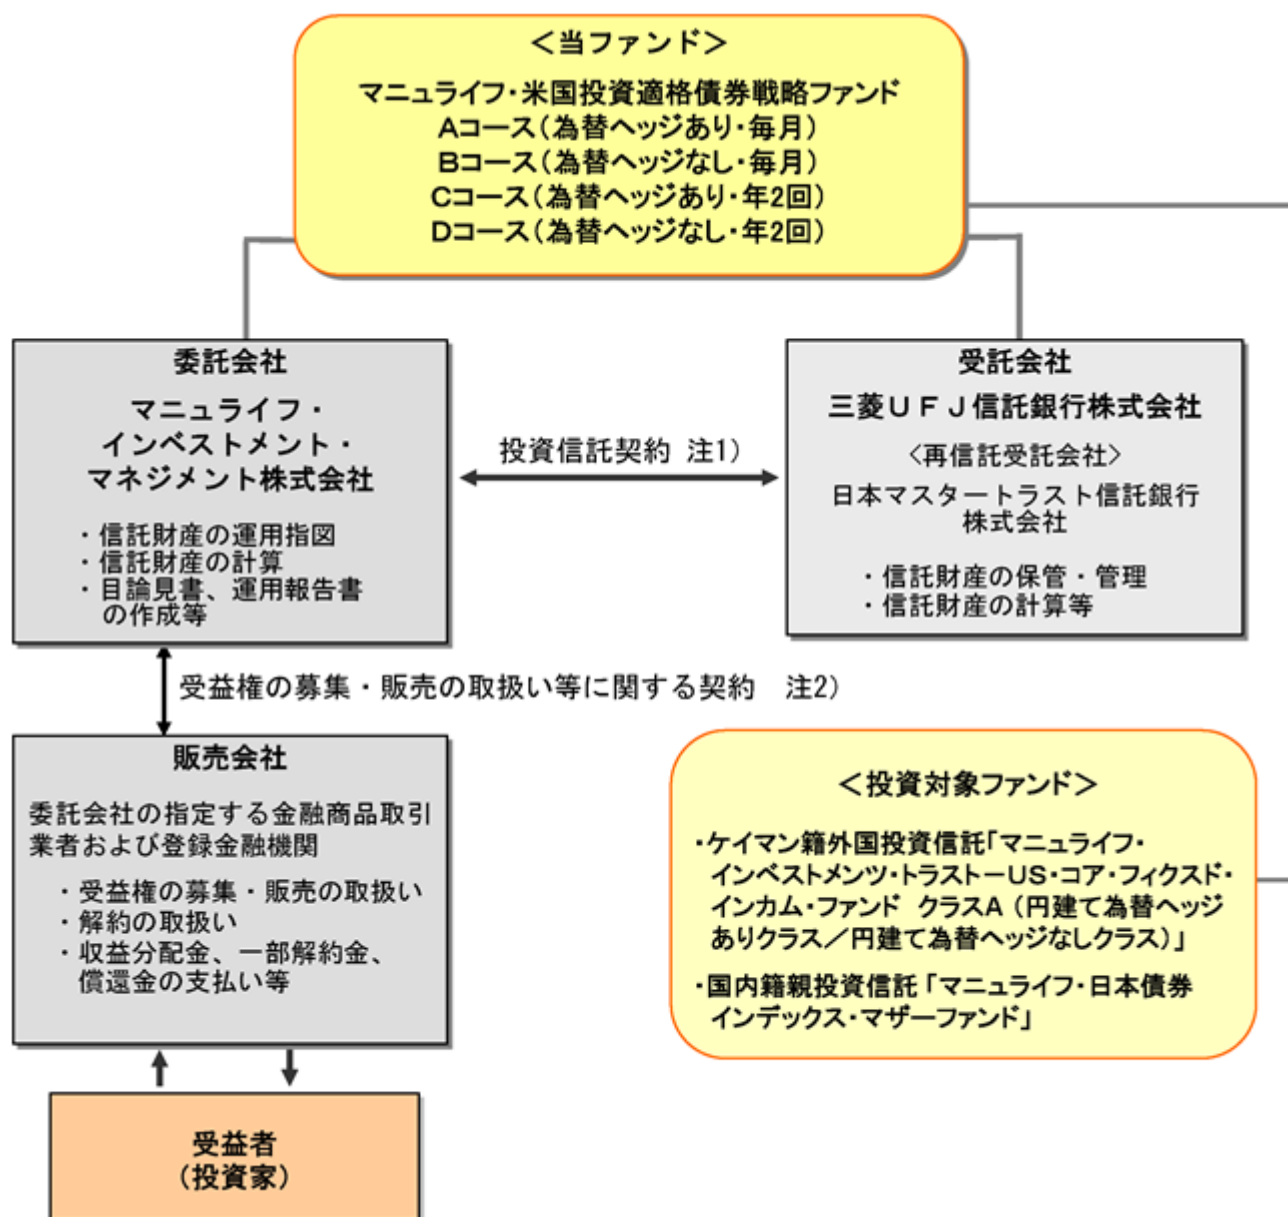 ＜当ファンド＞
マニュライフ・米国投資適格債券戦略ファンド
Aコース（為替ヘッジあり・毎月）
Bコース（為替ヘッジなし・毎月）
Cコース（為替ヘッジあり・年2回）
Dコース（為替ヘッジなし・年2回）
委託会社
マニュライフ・
インベストメント・
マネジメント株式会社
・信託財産の運用指図
・信託財産の計算
・目論見書、運用報告書
の作成等
投資信託契約 注1）
受託会社
三菱ＵＦＪ信託銀行株式会社
〈再信託受託会社〉
日本マスタートラスト信託銀行
株式会社
・信託財産の保管・管理
・信託財産の計算等
受益権の募集・販売の取扱い等に関する契約　注2）
販売会社
委託会社の指定する金融商品取引
業者および登録金融機関
・受益権の募集・販売の取扱い
・解約の取扱い
・収益分配金、一部解約金、
償還金の支払い等
＜投資対象ファンド＞
・ケイマン籍外国投資信託「マニュライフ・
インベストメンツ・トラストーUS・コア・フィクスド・
インカム・ファンド クラスA （円建て為替ヘッジ
ありクラス／円建て為替ヘッジなしクラス）」
・国内籍親投資信託「マニュライフ・日本債券
インデックス・マザーファンド」
受益者
（投資家）